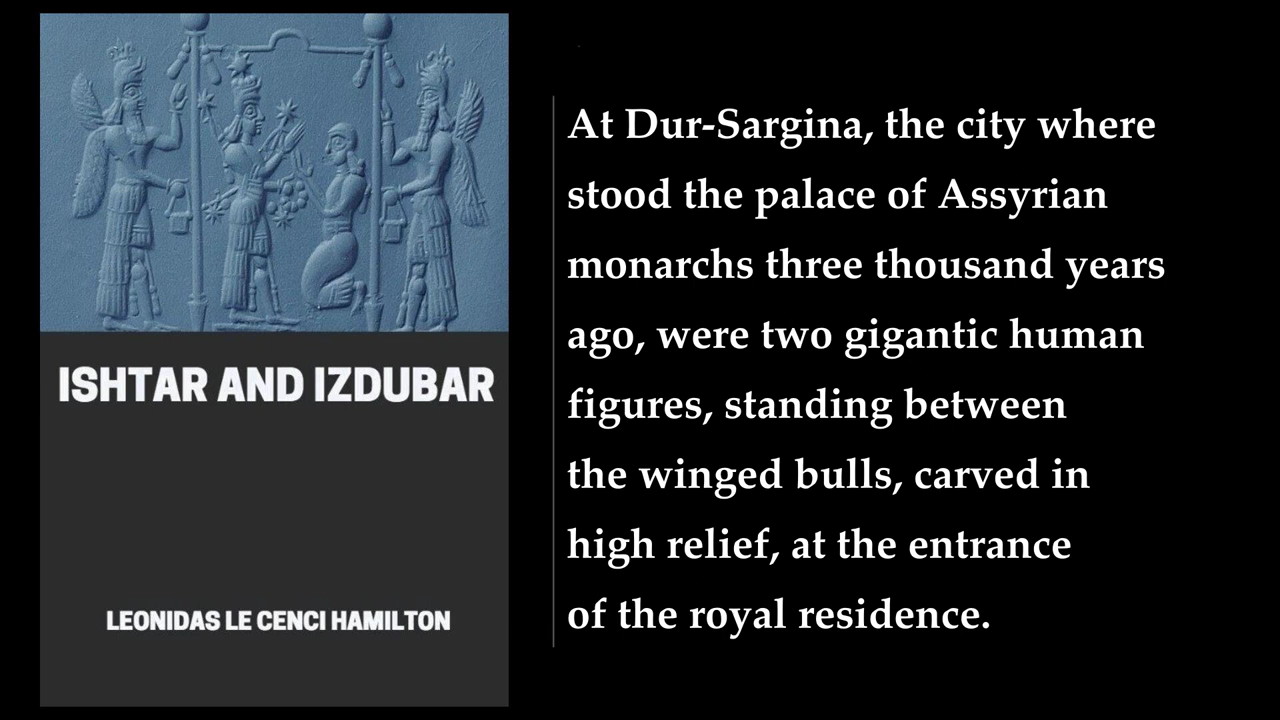 ISHTAR AND IZDUBAR
LEONIDAS LE CENCI HAMILTON
At Dur-Sargina, the city where
stood the palace of Assyrian
monarchs three thousand years
ago, were two gigantic human
figures, standing between
the winged bulls, carved in
high relief, at the entrance
of the royal residence.